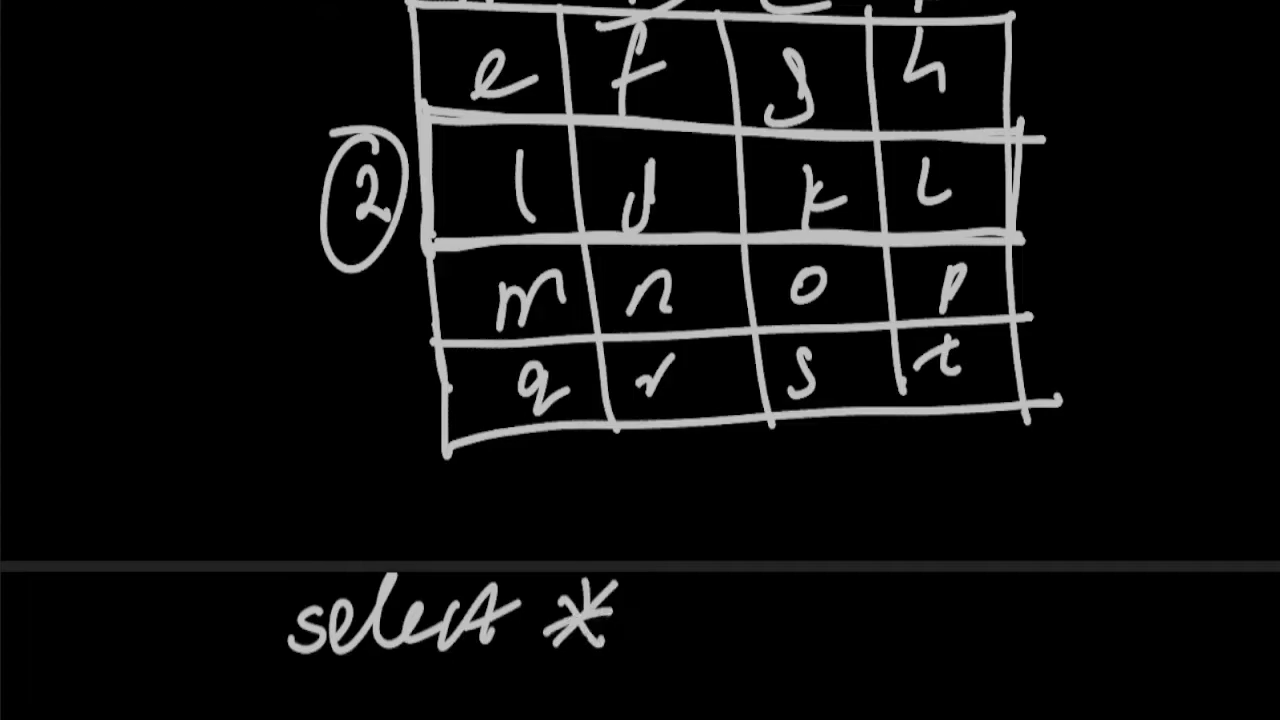 e f g h
② i j k l
m n o p
q r s t
select *